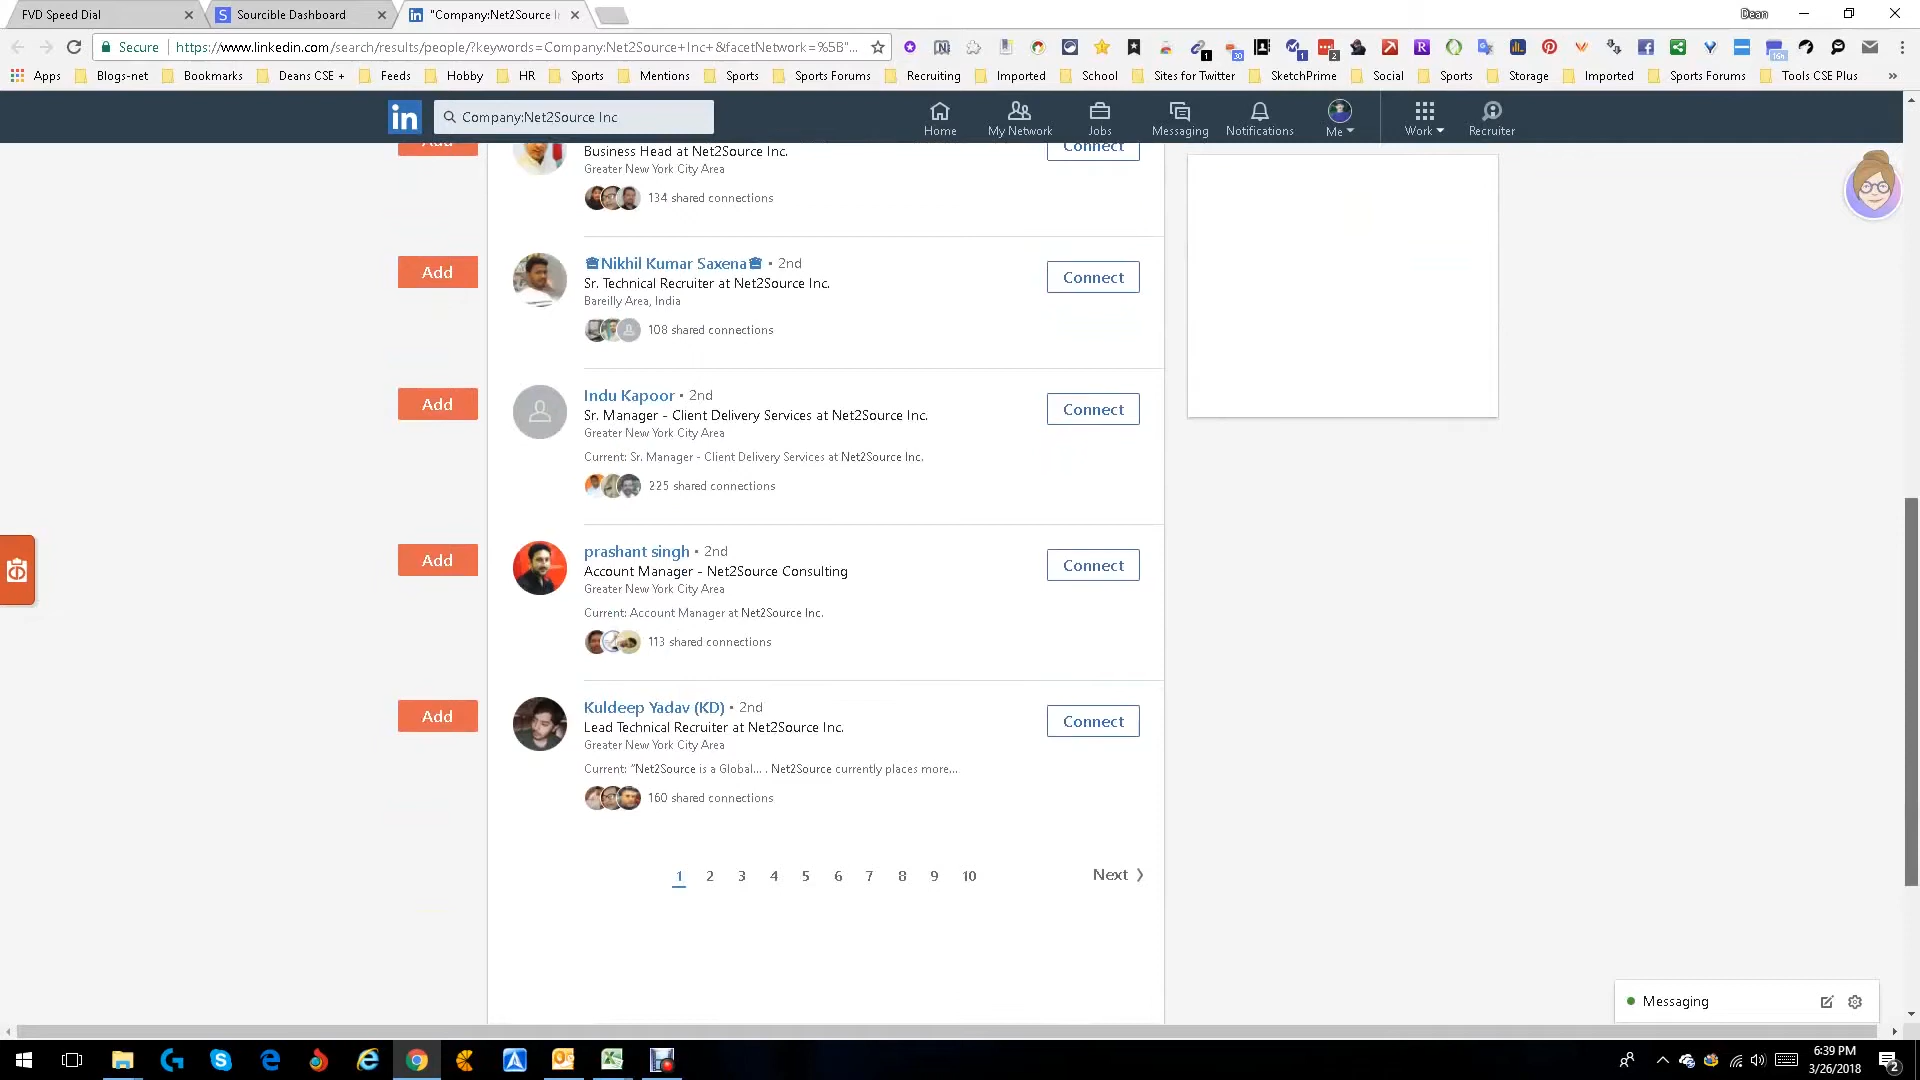 FVD Speed Dial
S Sourcible Dashboard
in "Company:Net2Source I
Dean
Secure
https://www.linkedin.com/search/results/people/?keywords=Company:Net2Source+Inc+&facetNetwork=%5B"...
Apps
Blogs-net
Bookmarks
Deans CSE +
Feeds
Hobby
HR
Sports
Mentions
Sports
Sports Forums
Recruiting
Imported
School
Sites for Twitter
SketchPrime
Social
Sports
Storage
Imported
Sports Forums
Tools CSE Plus
»
in
Company:Net2Source Inc
Home
My Network
Jobs
Messaging
Notifications
Me
Work
Recruiter
Add
Business Head at Net2Source Inc.
Connect
Greater New York City Area
134 shared connections
Add
♕Nikhil Kumar Saxena♕ • 2nd
Connect
Sr. Technical Recruiter at Net2Source Inc.
Bareilly Area, India
108 shared connections
Add
Indu Kapoor • 2nd
Connect
Sr. Manager - Client Delivery Services at Net2Source Inc.
Greater New York City Area
Current: Sr. Manager - Client Delivery Services at Net2Source Inc.
225 shared connections
Add
prashant singh • 2nd
Connect
Account Manager - Net2Source Consulting
Greater New York City Area
Current: Account Manager at Net2Source Inc.
113 shared connections
Add
Kuldeep Yadav (KD) • 2nd
Connect
Lead Technical Recruiter at Net2Source Inc.
Greater New York City Area
Current: "Net2Source is a Global... . Net2Source currently places more...
160 shared connections
1 2 3 4 5 6 7 8 9 10
Next
Messaging
6:39 PM
3/26/2018
2